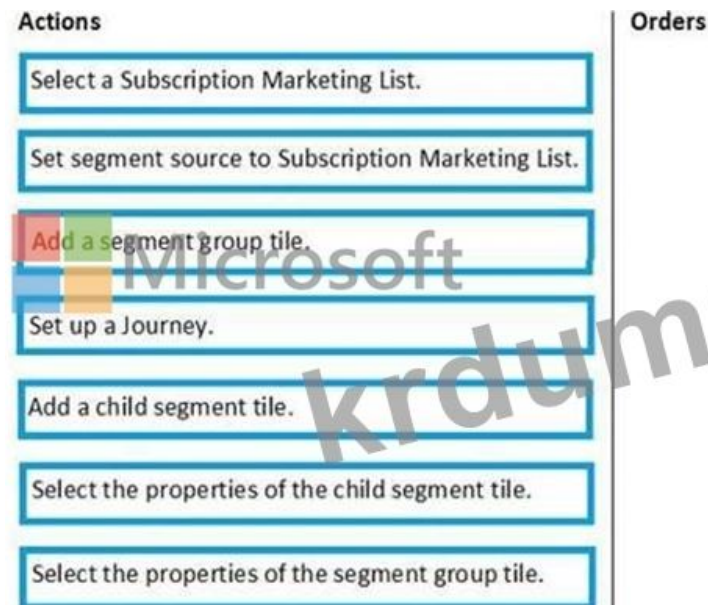 Actions
Orders
Select a Subscription Marketing List.
Set segment source to Subscription Marketing List.
Add a segment group tile.
Microsoft
Set up a Journey.
krdum
Add a child segment tile.
Select the properties of the child segment tile.
Select the properties of the segment group tile.